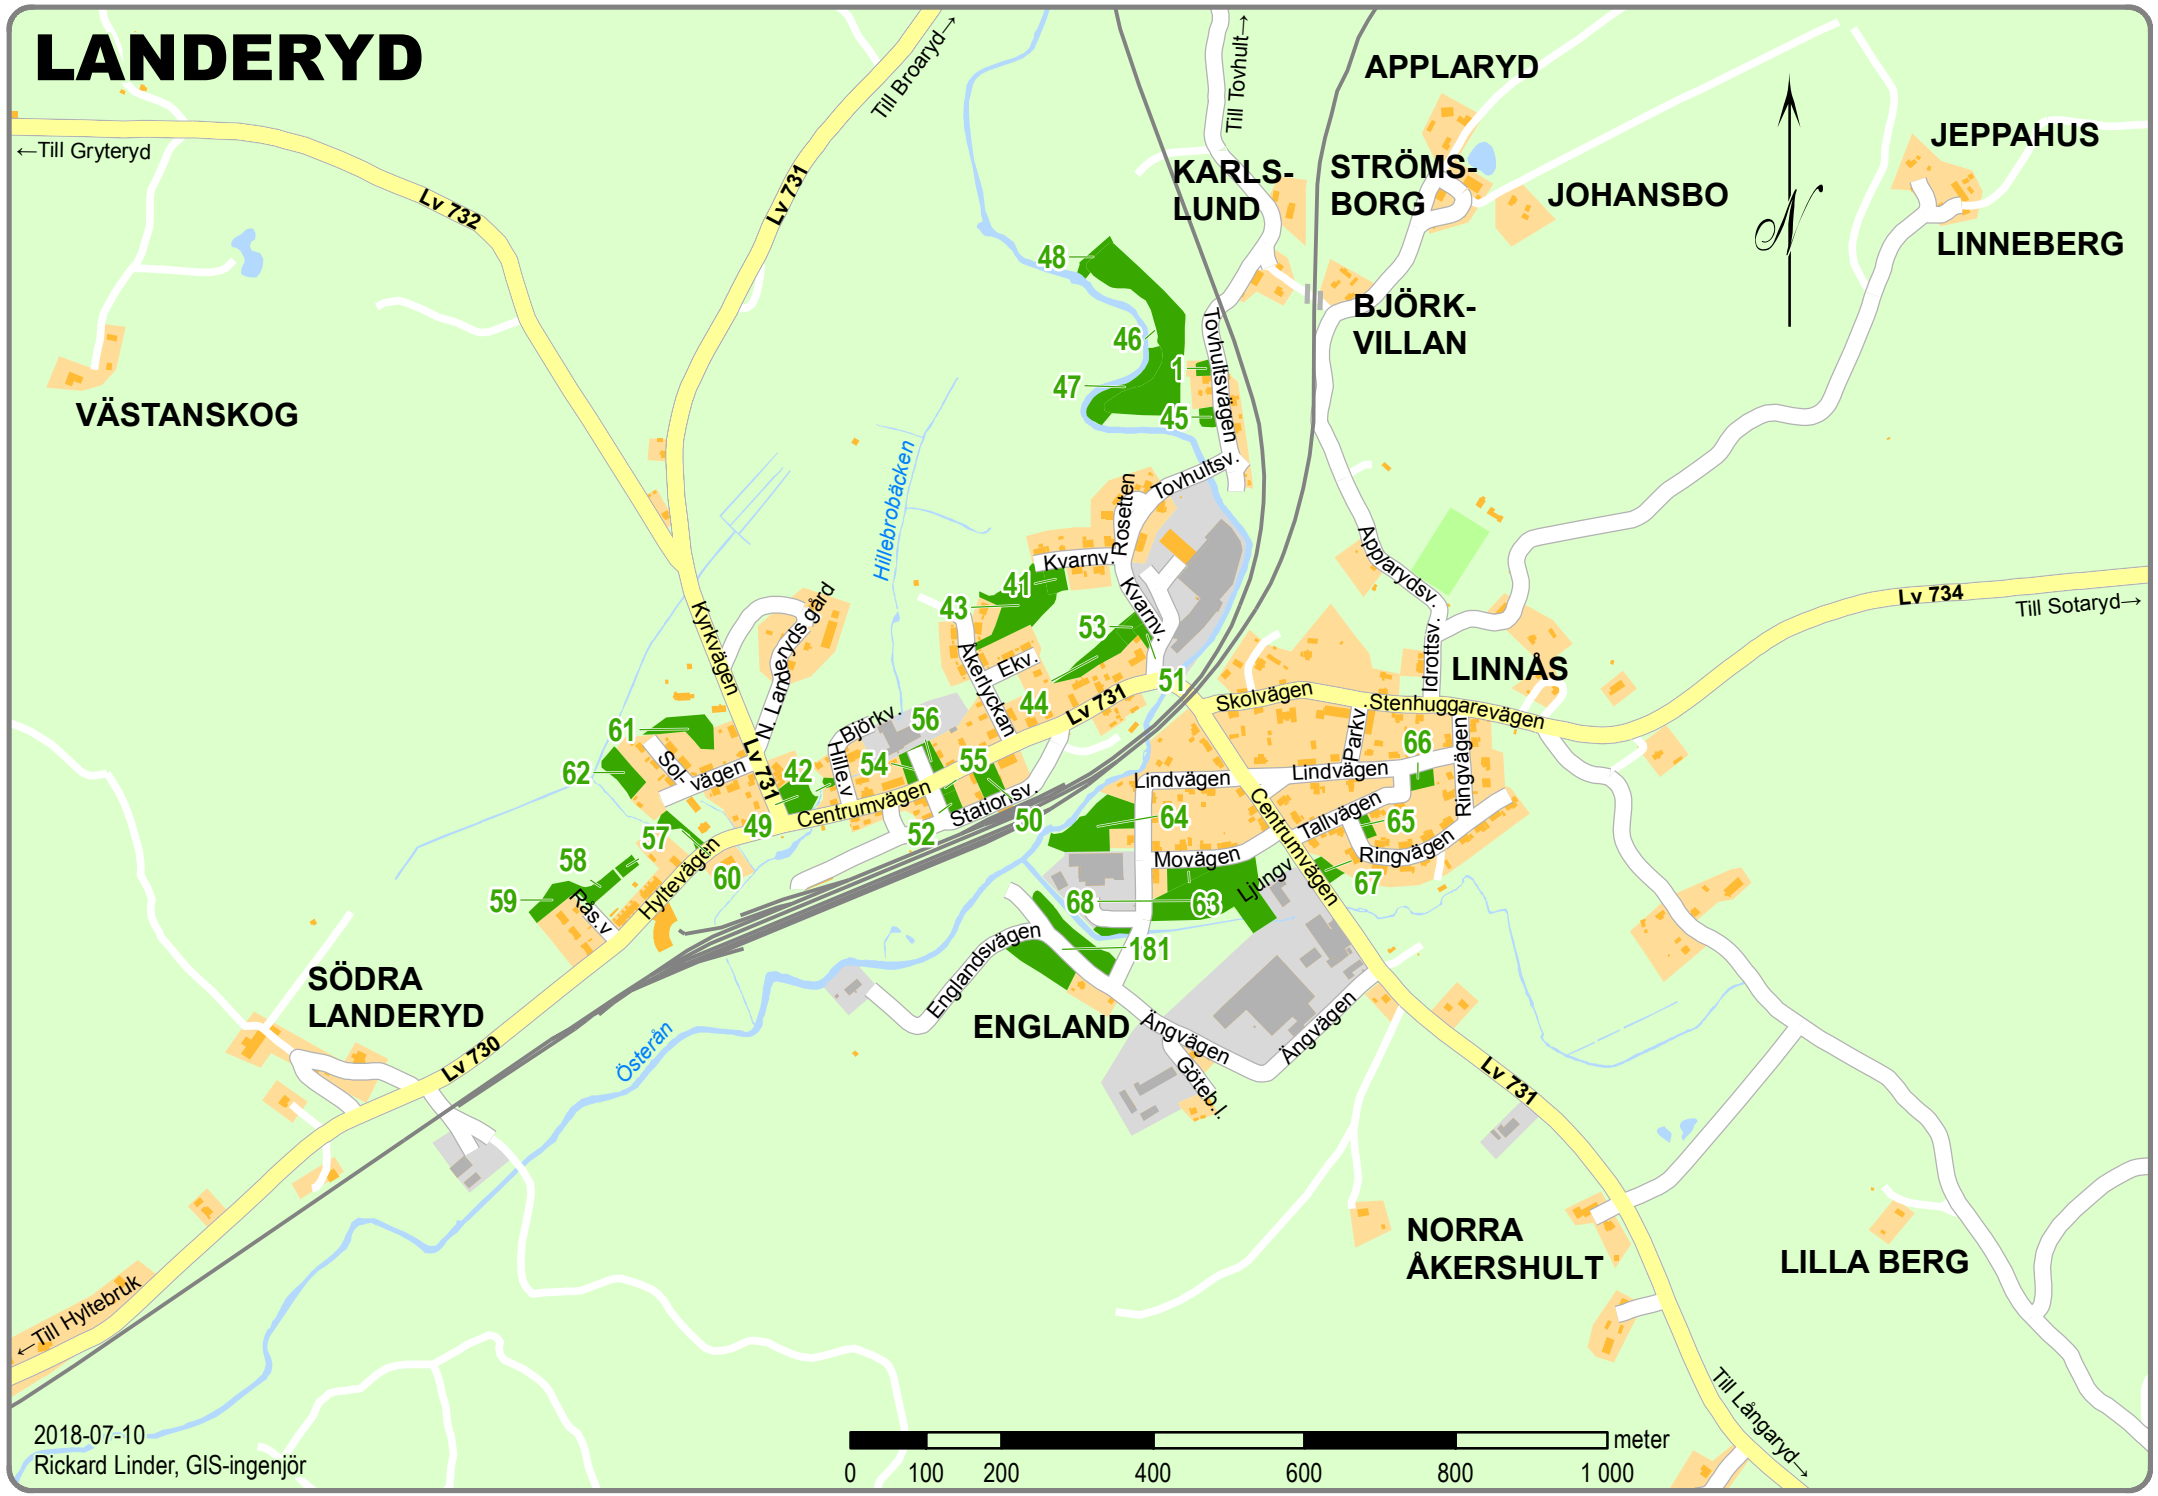 LANDERYD
←Till Gryteryd
Lv 732
Lv 731
Till Broaryd→
Till Tovhult→
APPLARYD
KARLS-
LUND
STRÖMS-
BORG
JOHANSBO
JEPPAHUS
LINNEBERG
N
BJÖRK-
VILLAN
VÄSTANSKOG
48
46
47
1
45
Tovhultsvägen
Tovhultsv.
Rosetten
Hillebrobäcken
Kvarnv.
Kvarnv.
41
43
53
44
51
Applarydsv.
Idrottsv.
LINNÅS
Lv 734
Till Sotaryd→
Kyrkvägen
N. Landeryds gård
Åkerlyckan
Ekv.
Lv 731
Skolvägen
Stenhuggarevägen
Parkv.
Ringvägen
66
61
62
Sol-
vägen
Lv 731
42
49
Björkv.
Hille.v
56
54
55
Centrumvägen
Stationsv.
52
50
Lindvägen
Lindvägen
Centrumvägen
Tallvägen
65
Ringvägen
64
Movägen
Ljungv
67
57
58
59
60
Rås.v
Hyltevägen
68
63
181
Englandsvägen
ENGLAND
Ängvägen
Ängvägen
Göteb.l.
SÖDRA
LANDERYD
Lv 730
Österån
Lv 731
NORRA
ÅKERSHULT
LILLA BERG
←Till Hyltebruk
Till Långaryd→
2018-07-10
Rickard Linder, GIS-ingenjör
meter
0 100 200 400 600 800 1 000